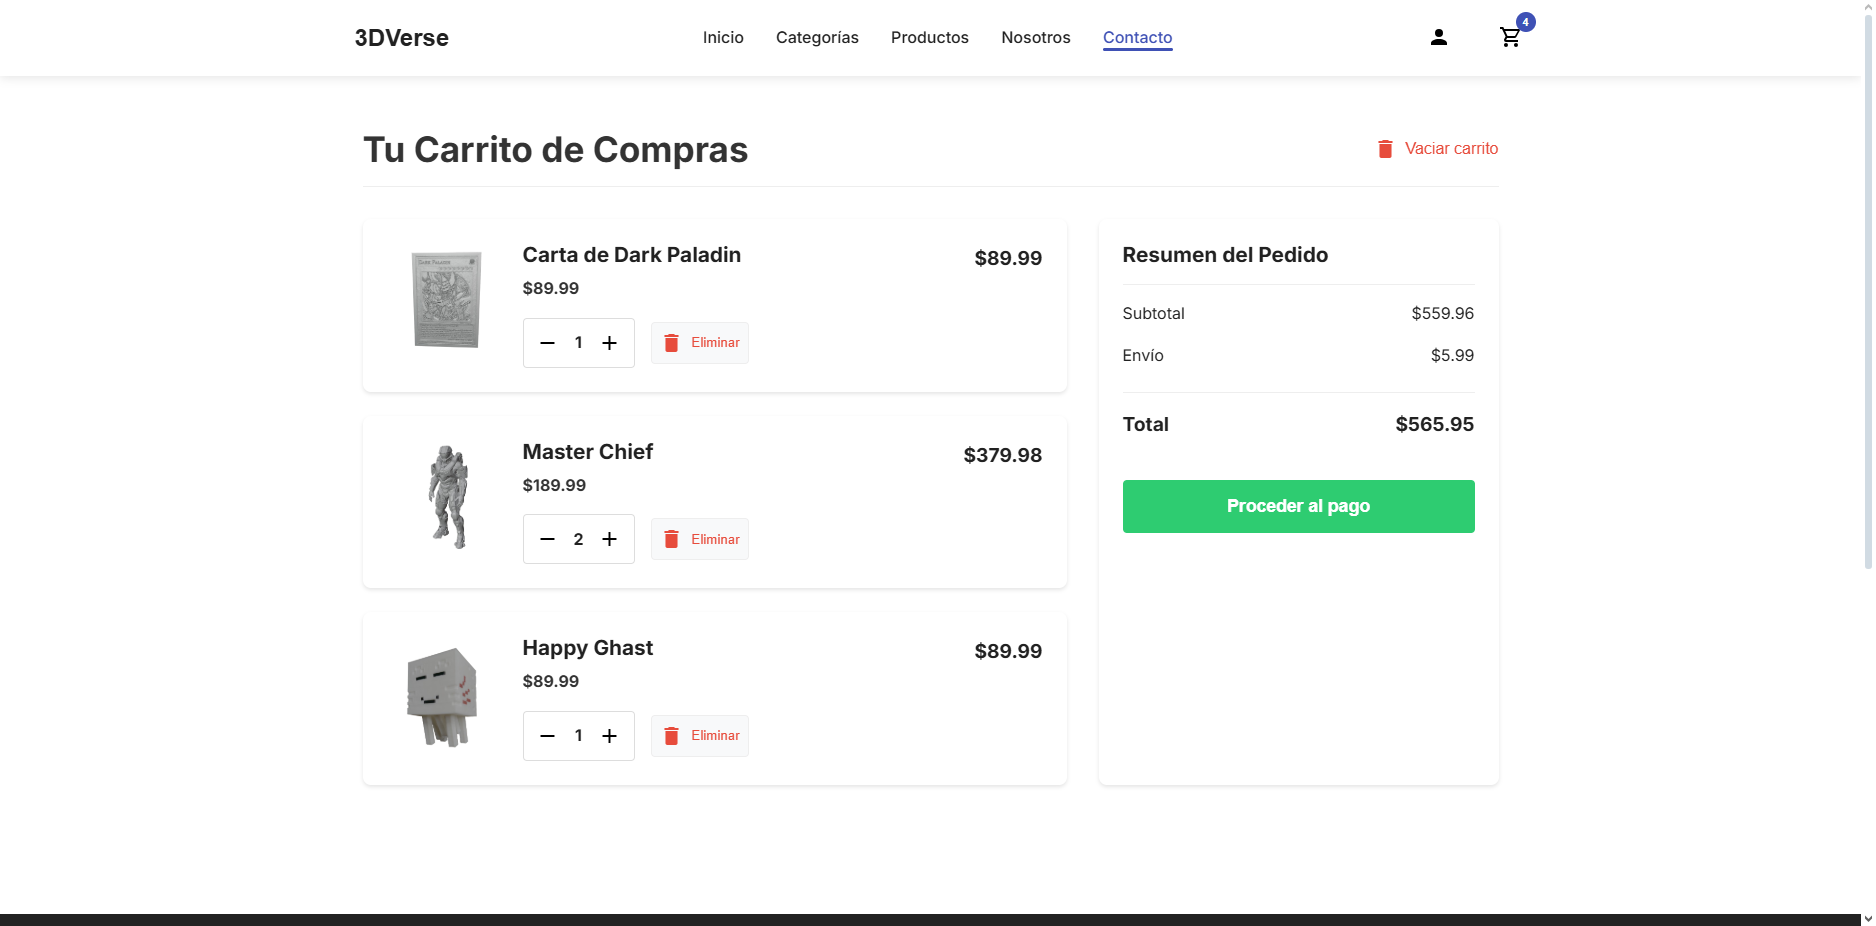 3DVerse
Inicio Categorías Productos Nosotros Contacto
4
Tu Carrito de Compras
Vaciar carrito
Carta de Dark Paladin
$89.99
$89.99
1
Eliminar
Master Chief
$379.98
$189.99
2
Eliminar
Happy Ghast
$89.99
$89.99
1
Eliminar
Resumen del Pedido
Subtotal $559.96
Envío $5.99
Total $565.95
Proceder al pago